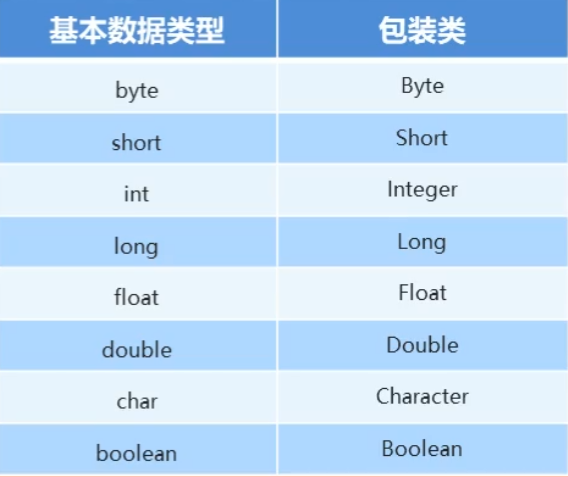 基本数据类型 包装类
byte Byte
short Short
int Integer
long Long
float Float
double Double
char Character
boolean Boolean